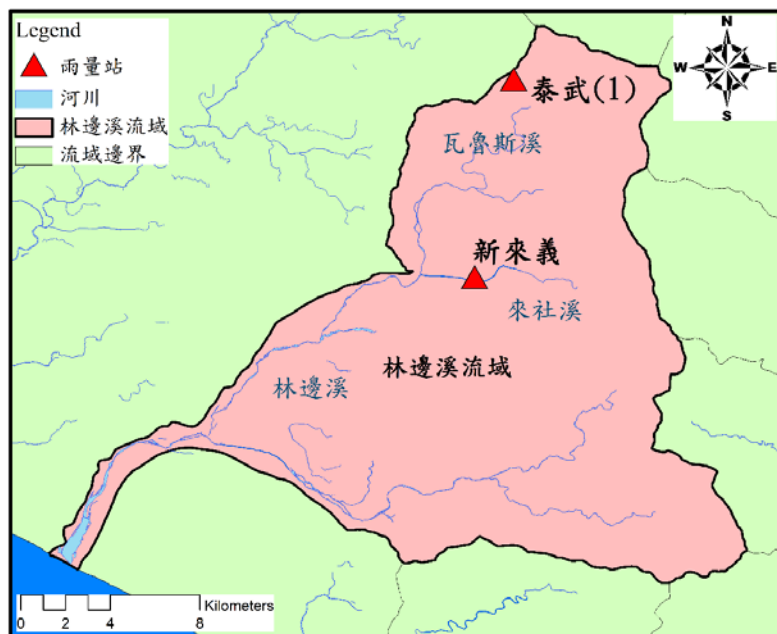 Legend
雨量站
河川
林邊溪流域
流域邊界
N
W
E
S
泰武(1)
瓦魯斯溪
新來義
來社溪
林邊溪流域
林邊溪
0 2 4 8 Kilometers